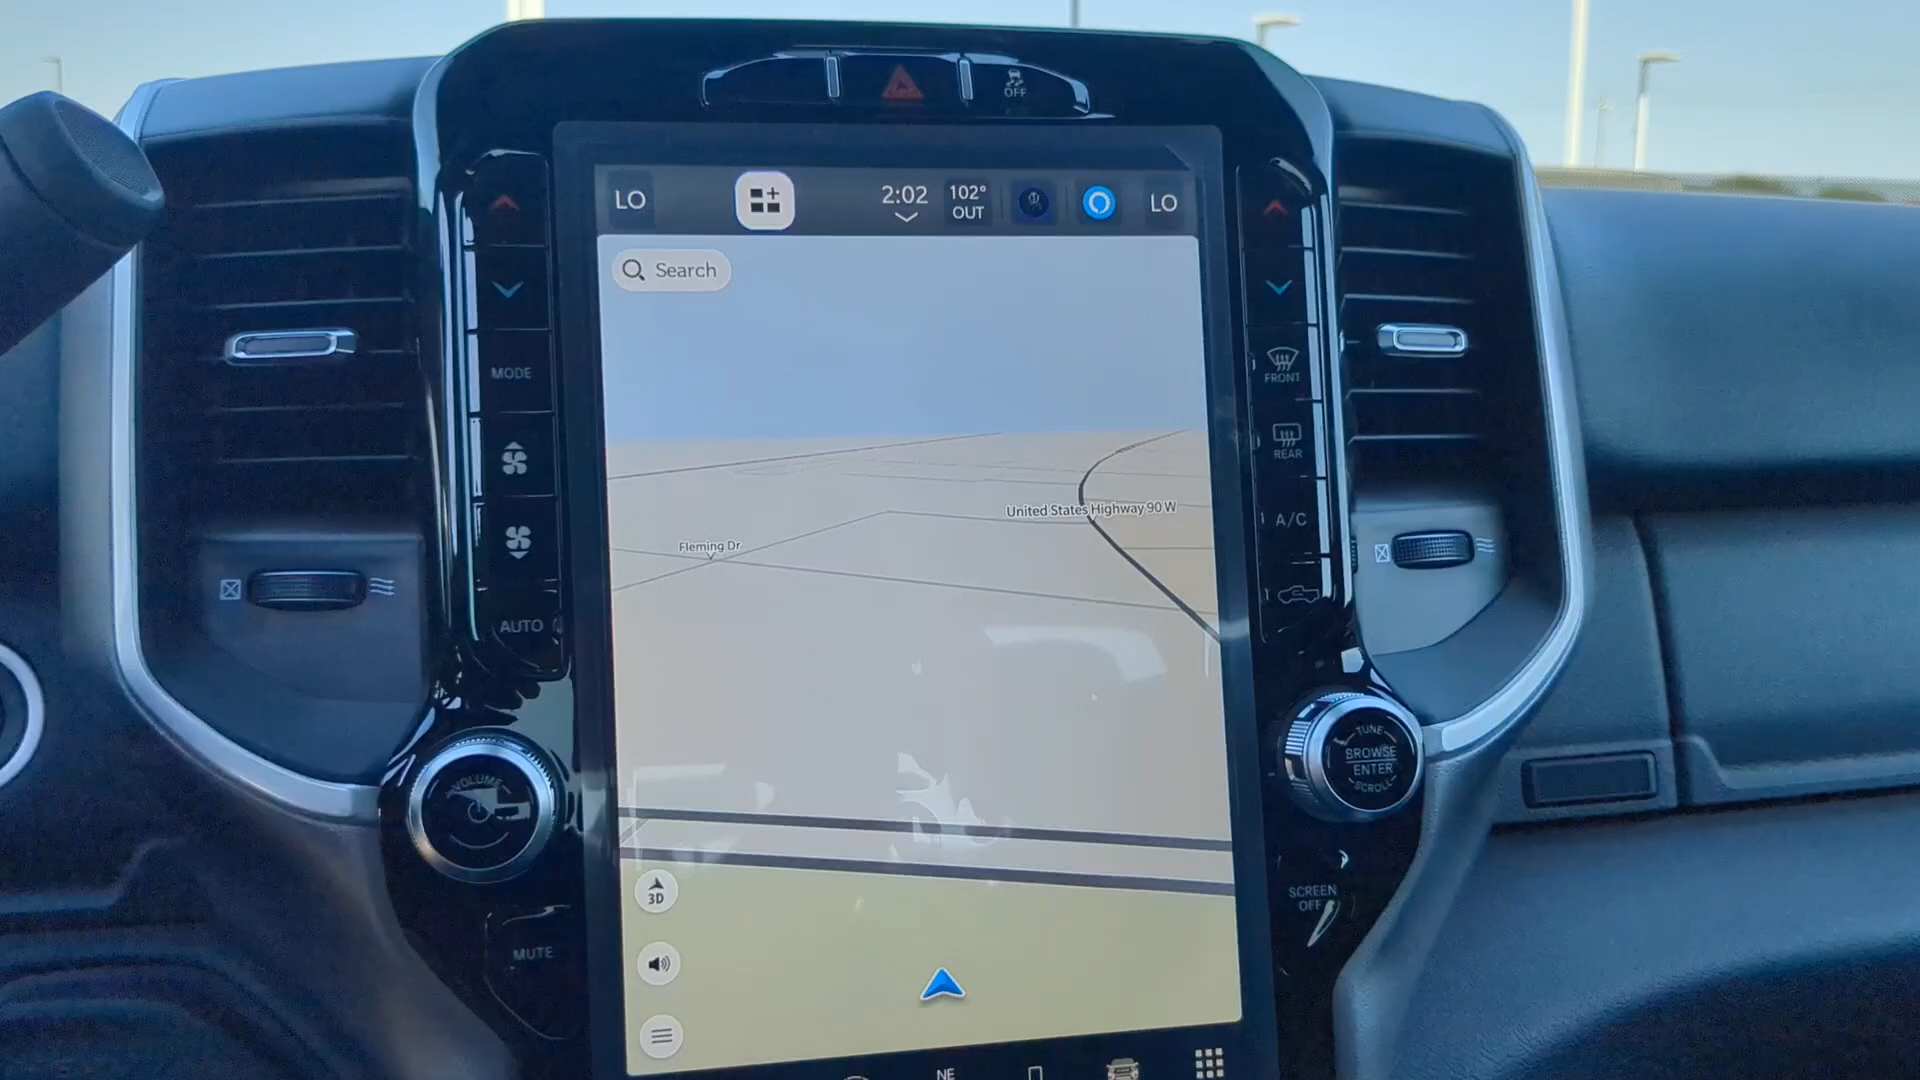 OFF
LO
2:02
102°
OUT
LO
Search
MODE
FRONT
REAR
United States Highway 90 W
A/C
Fleming Dr
AUTO
TUNE
BROWSE
ENTER
SCROLL
VOLUME
3D
SCREEN
OFF
MUTE
NE